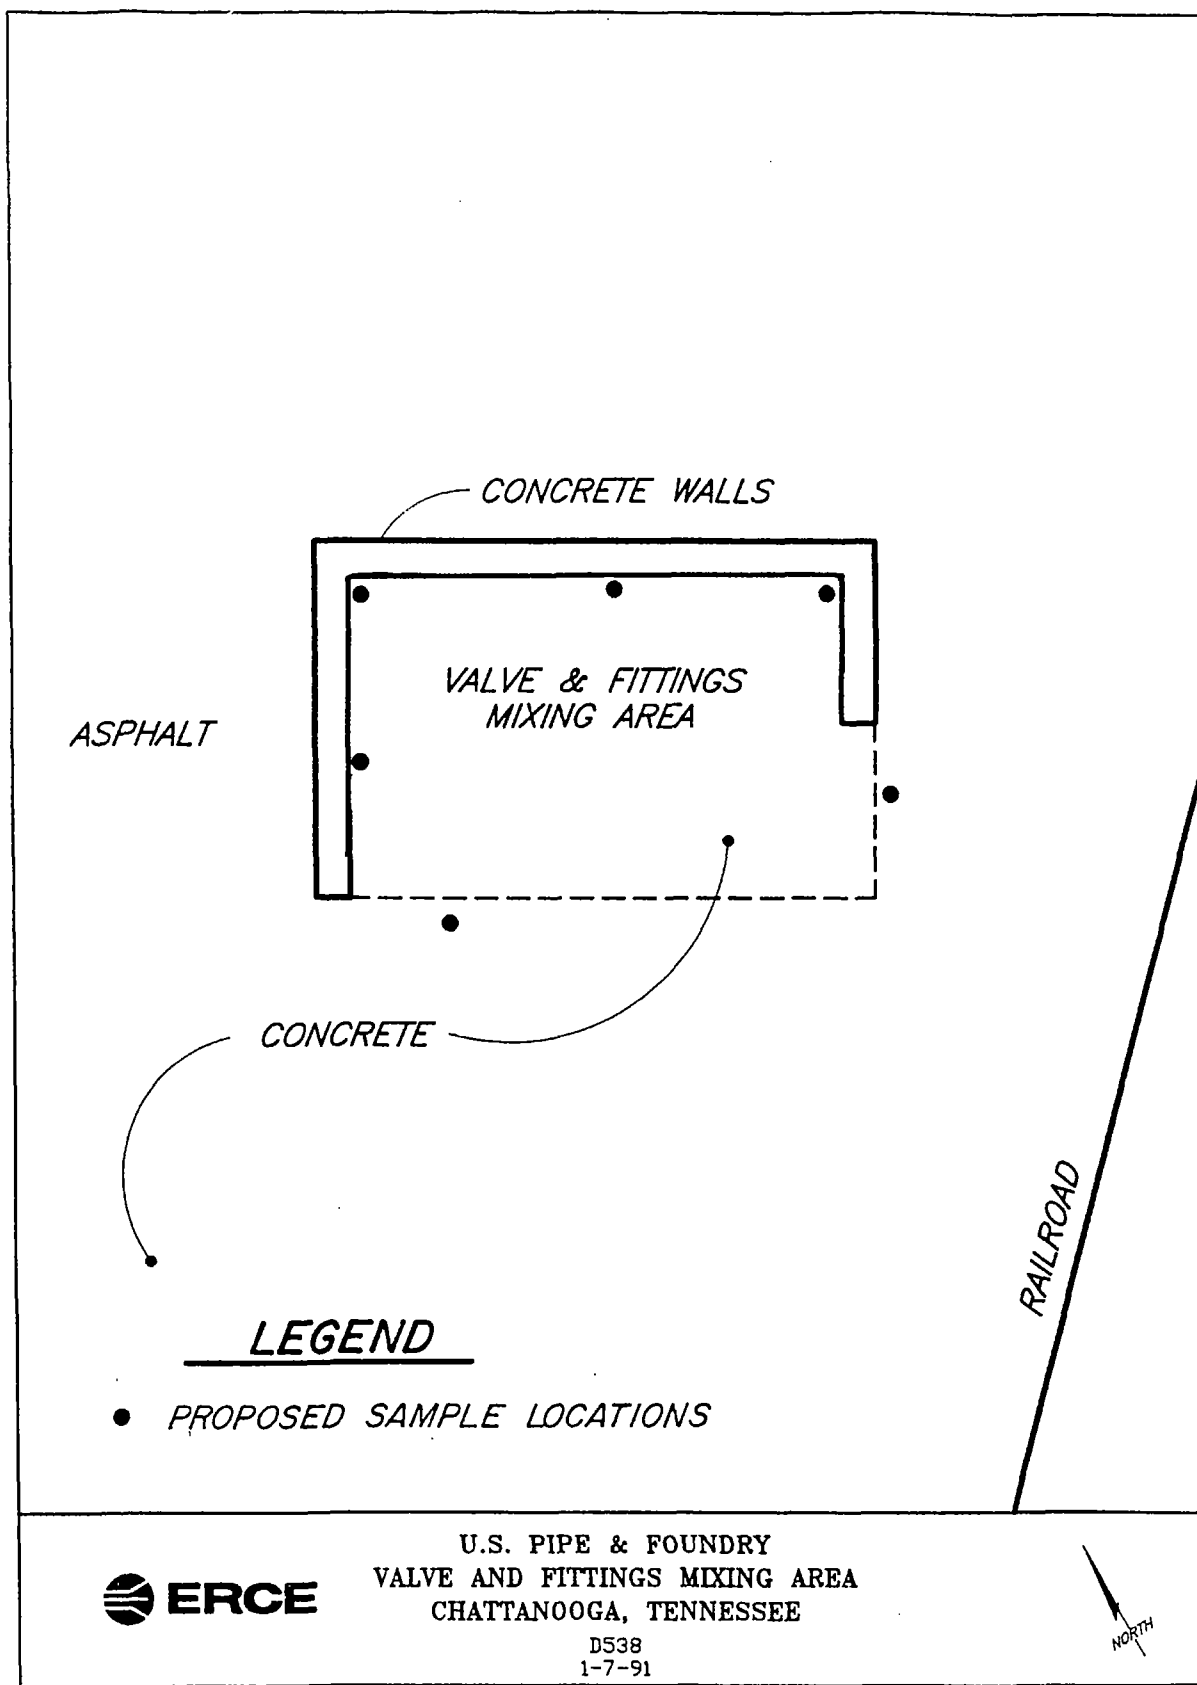 CONCRETE WALLS
VALVE & FITTINGS
MIXING AREA
ASPHALT
CONCRETE
RAILROAD
LEGEND
PROPOSED SAMPLE LOCATIONS
ERCE
U.S. PIPE & FOUNDRY
VALVE AND FITTINGS MIXING AREA
CHATTANOOGA, TENNESSEE
D538
1-7-91
NORTH